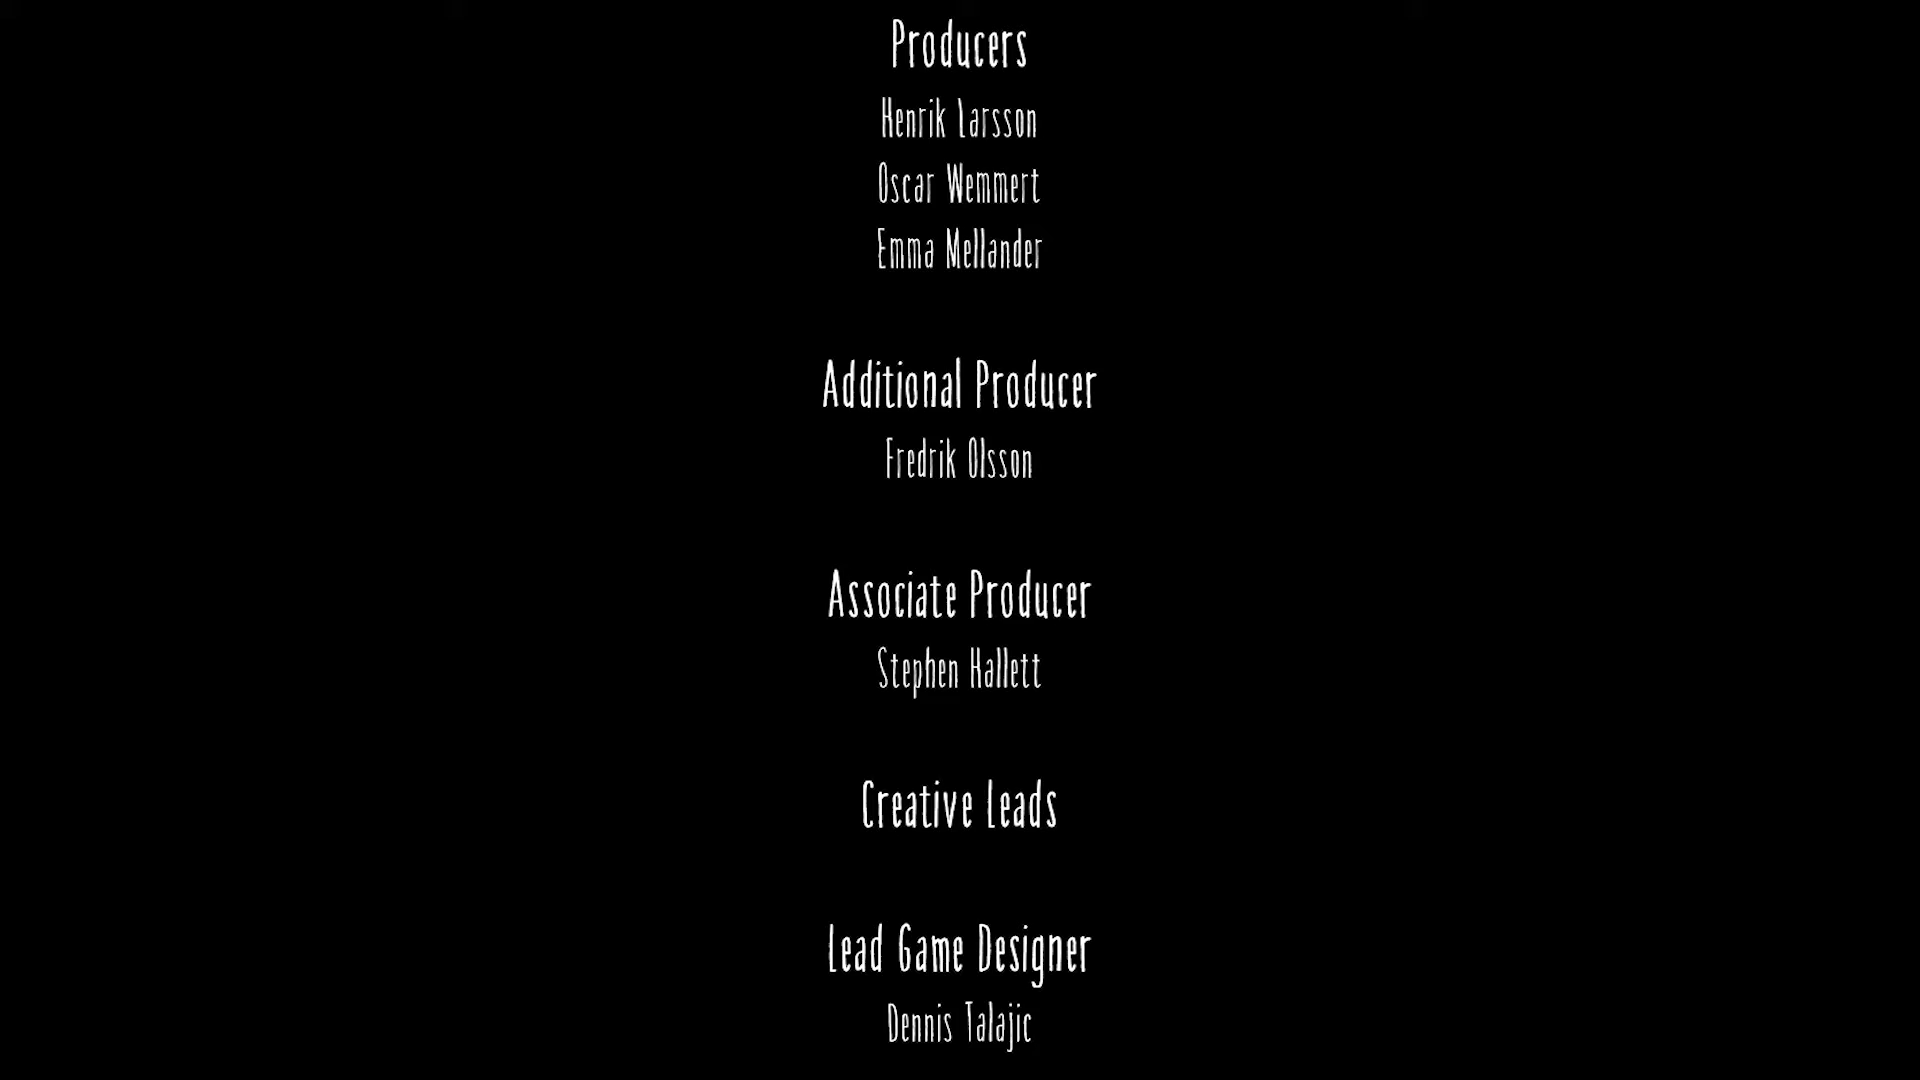 Producers
Henrik Larsson
Oscar Wemmert
Emma Mellander
Additional Producer
Fredrik Olsson
Associate Producer
Stephen Hallett
Creative Leads
Lead Game Designer
Dennis Talajic